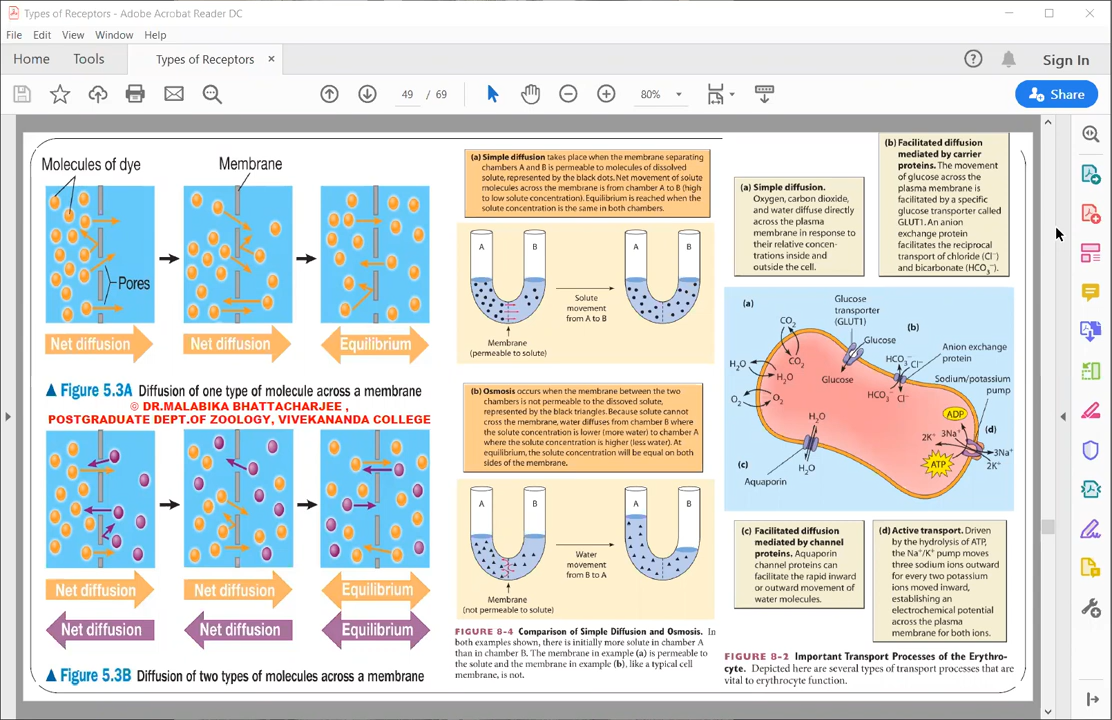 Types of Receptors - Adobe Acrobat Reader DC
File Edit View Window Help
Home Tools Types of Receptors ×
Sign In
49 / 69
80%
Share
Molecules of dye
Membrane
Pores
Net diffusion
Net diffusion
Equilibrium
▲ Figure 5.3A Diffusion of one type of molecule across a membrane
© DR.MALABIKA BHATTACHARJEE ,
POSTGRADUATE DEPT.OF ZOOLOGY, VIVEKANANDA COLLEGE
Net diffusion
Net diffusion
Equilibrium
Net diffusion
Net diffusion
Equilibrium
▲ Figure 5.3B Diffusion of two types of molecules across a membrane
(a) Simple diffusion takes place when the membrane separating
chambers A and B is permeable to molecules of dissolved
solute, represented by the black dots. Net movement of solute
molecules across the membrane is from chamber A to B (high
to low solute concentration). Equilibrium is reached when the
solute concentration is the same in both chambers.
A
B
A
B
Solute
movement
from A to B
Membrane
(permeable to solute)
(b) Osmosis occurs when the membrane between the two
chambers is not permeable to the dissolved solute,
represented by the black triangles. Because solute cannot
cross the membrane, water diffuses from chamber B where
the solute concentration is lower (more water) to chamber A
where the solute concentration is higher (less water). At
equilibrium, the solute concentration will be equal on both
sides of the membrane.
A
B
A
B
Water
movement
from B to A
Membrane
(not permeable to solute)
FIGURE 8-4 Comparison of Simple Diffusion and Osmosis. In
both examples shown, there is initially more solute in chamber A
than in chamber B. The membrane in example (a) is permeable to
the solute and the membrane in example (b), like a typical cell
membrane, is not.
(a) Simple diffusion.
Oxygen, carbon dioxide,
and water diffuse directly
across the plasma
membrane in response to
their relative concen-
trations inside and
outside the cell.
(b) Facilitated diffusion
mediated by carrier
proteins. The movement
of glucose across the
plasma membrane is
facilitated by a specific
glucose transporter called
GLUT1. An anion
exchange protein
facilitates the reciprocal
transport of chloride (Cl⁻)
and bicarbonate (HCO₃⁻).
(a)
Glucose
transporter
(GLUT1)
(b)
CO₂
CO₂
Glucose
Glucose
H₂O
H₂O
O₂
O₂
HCO₃⁻
Cl⁻
HCO₃⁻
Cl⁻
Anion exchange
protein
Sodium/potassium
pump
H₂O
H₂O
(c)
Aquaporin
ADP
ATP
(d)
3Na⁺
2K⁺
3Na⁺
2K⁺
(c) Facilitated diffusion
mediated by channel
proteins. Aquaporin
channel proteins can
facilitate the rapid inward
or outward movement of
water molecules.
(d) Active transport. Driven
by the hydrolysis of ATP,
the Na⁺/K⁺ pump moves
three sodium ions outward
for every two potassium
ions moved inward,
establishing an
electrochemical potential
across the plasma
membrane for both ions.
FIGURE 8-2 Important Transport Processes of the Erythro-
cyte. Depicted here are several types of transport processes that are
vital to erythrocyte function.